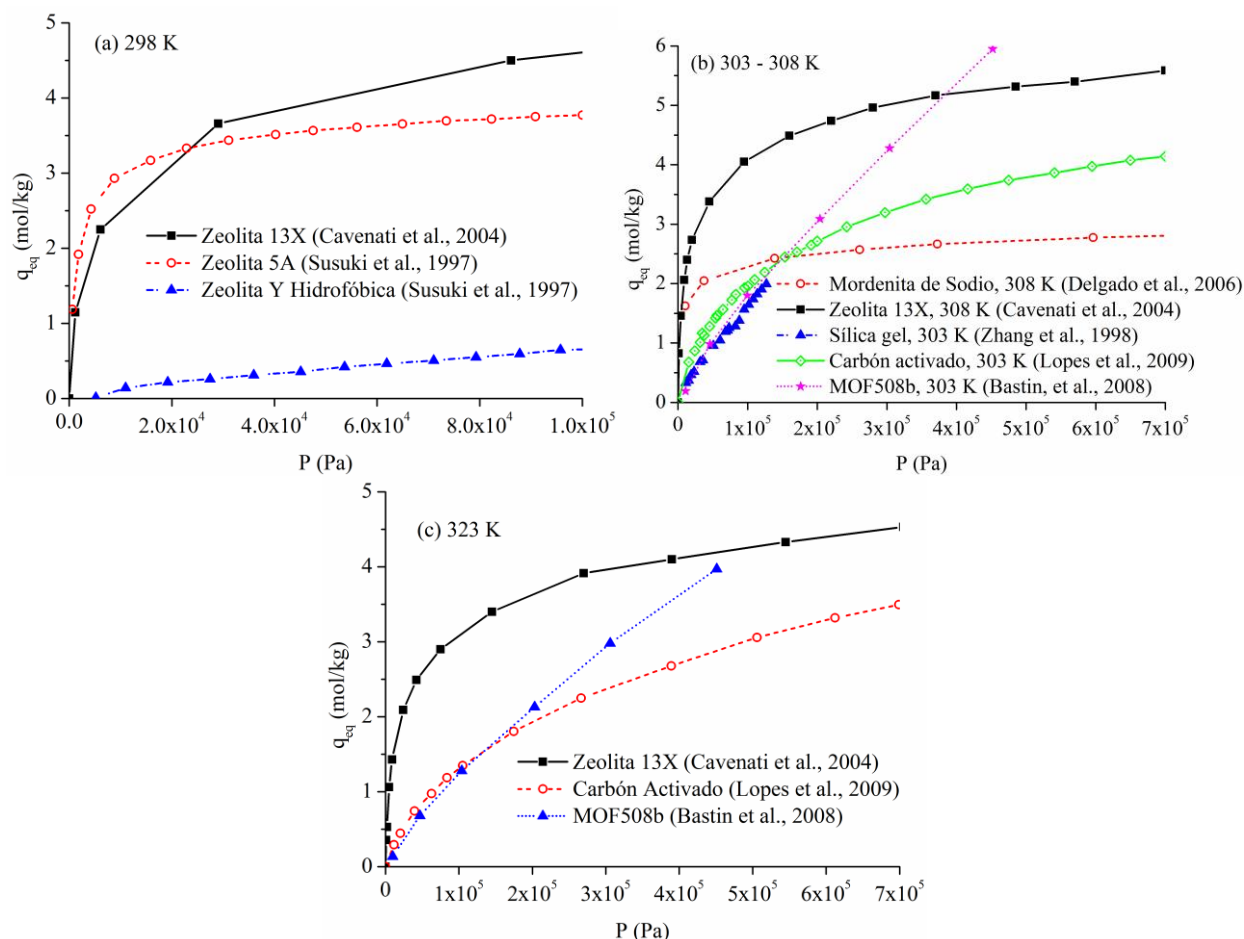 (a) 298 K
q_eq (mol/kg)
5
4
3
2
1
0
Zeolita 13X (Cavenati et al., 2004)
Zeolita 5A (Susuki et al., 1997)
Zeolita Y Hidrofóbica (Susuki et al., 1997)
0.0 2.0x10^4 4.0x10^4 6.0x10^4 8.0x10^4 1.0x10^5
P (Pa)
(b) 303 - 308 K
q_eq (mol/kg)
6
5
4
3
2
1
0
Mordenita de Sodio, 308 K (Delgado et al., 2006)
Zeolita 13X, 308 K (Cavenati et al., 2004)
Sílica gel, 303 K (Zhang et al., 1998)
Carbón activado, 303 K (Lopes et al., 2009)
MOF508b, 303 K (Bastin, et al., 2008)
0 1x10^5 2x10^5 3x10^5 4x10^5 5x10^5 6x10^5 7x10^5
P (Pa)
(c) 323 K
q_eq (mol/kg)
5
4
3
2
1
0
Zeolita 13X (Cavenati et al., 2004)
Carbón Activado (Lopes et al., 2009)
MOF508b (Bastin et al., 2008)
0 1x10^5 2x10^5 3x10^5 4x10^5 5x10^5 6x10^5 7x10^5
P (Pa)